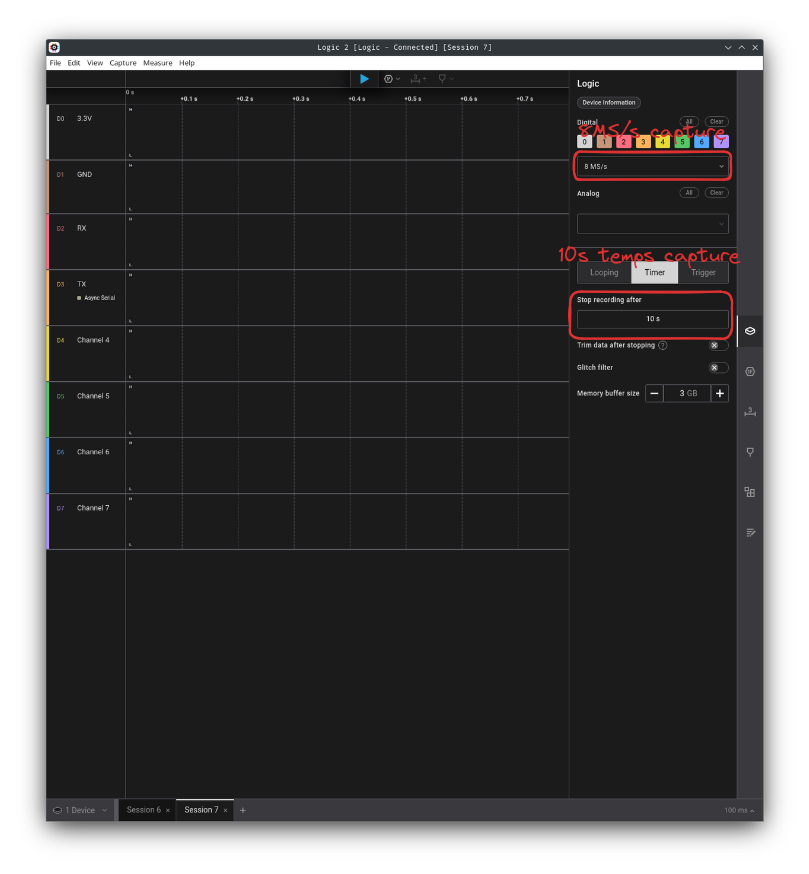 Logic 2 [Logic - Connected] [Session 7]
File Edit View Capture Measure Help
0 s
+0.1 s +0.2 s +0.3 s +0.4 s +0.5 s +0.6 s +0.7 s
D0 3.3V
H
L
D1 GND
H
L
D2 RX
H
L
D3 TX
Async Serial
H
L
D4 Channel 4
H
L
D5 Channel 5
H
L
D6 Channel 6
H
L
D7 Channel 7
H
L
Logic
Device Information
Digital All Clear
8MS/s capture
0 1 2 3 4 5 6 7
8 MS/s
Analog All Clear
10s temps capture
Looping Timer Trigger
Stop recording after
10 s
Trim data after stopping ?
Glitch filter
Memory buffer size − 3 GB +
1 Device Session 6 × Session 7 × + 100 ms